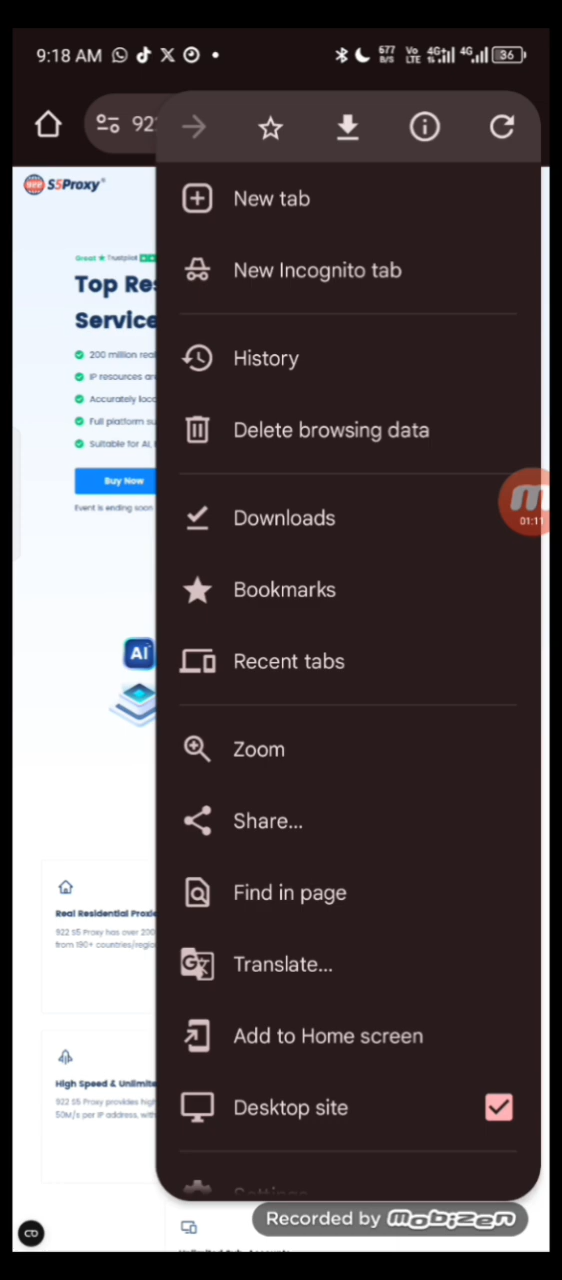 9:18 AM
677 B/S
Vo LTE 4G 4G 36
92
922 S5Proxy®
New tab
New Incognito tab
History
Delete browsing data
Downloads
Bookmarks
Recent tabs
Zoom
Share...
Find in page
Translate...
Add to Home screen
Desktop site
Settings
Great Trustpilot
Top Res
Service
200 million real
IP resources an
Accurately loca
Full platform su
Suitable for AI,
Buy Now
Event is ending soon
AI
01:11
Real Residential Proxie
922 S5 Proxy has over 200
from 190+ countries/regio
High Speed & Unlimite
922 S5 Proxy provides high
50M/s per IP address, with
Recorded by Mobizen